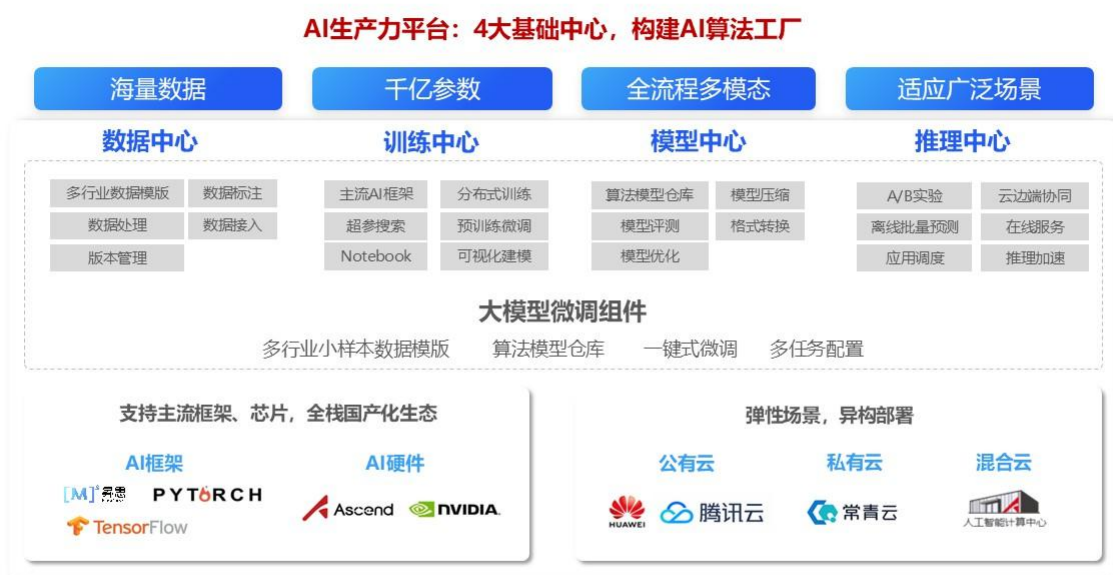 AI生产力平台：4大基础中心，构建AI算法工厂
海量数据
千亿参数
全流程多模态
适应广泛场景
数据中心
训练中心
模型中心
推理中心
多行业数据模版 数据标注
数据处理 数据接入
版本管理
主流AI框架 分布式训练
超参搜索 预训练微调
Notebook 可视化建模
算法模型仓库 模型压缩
模型评测 格式转换
模型优化
A/B实验 云边端协同
离线批量预测 在线服务
应用调度 推理加速
大模型微调组件
多行业小样本数据模版 算法模型仓库 一键式微调 多任务配置
支持主流框架、芯片，全栈国产化生态
AI框架
[M]s 昇思 PYTORCH
TensorFlow
AI硬件
Ascend NVIDIA.
弹性场景，异构部署
公有云
HUAWEI 腾讯云
私有云
常青云
混合云
人工智能计算中心